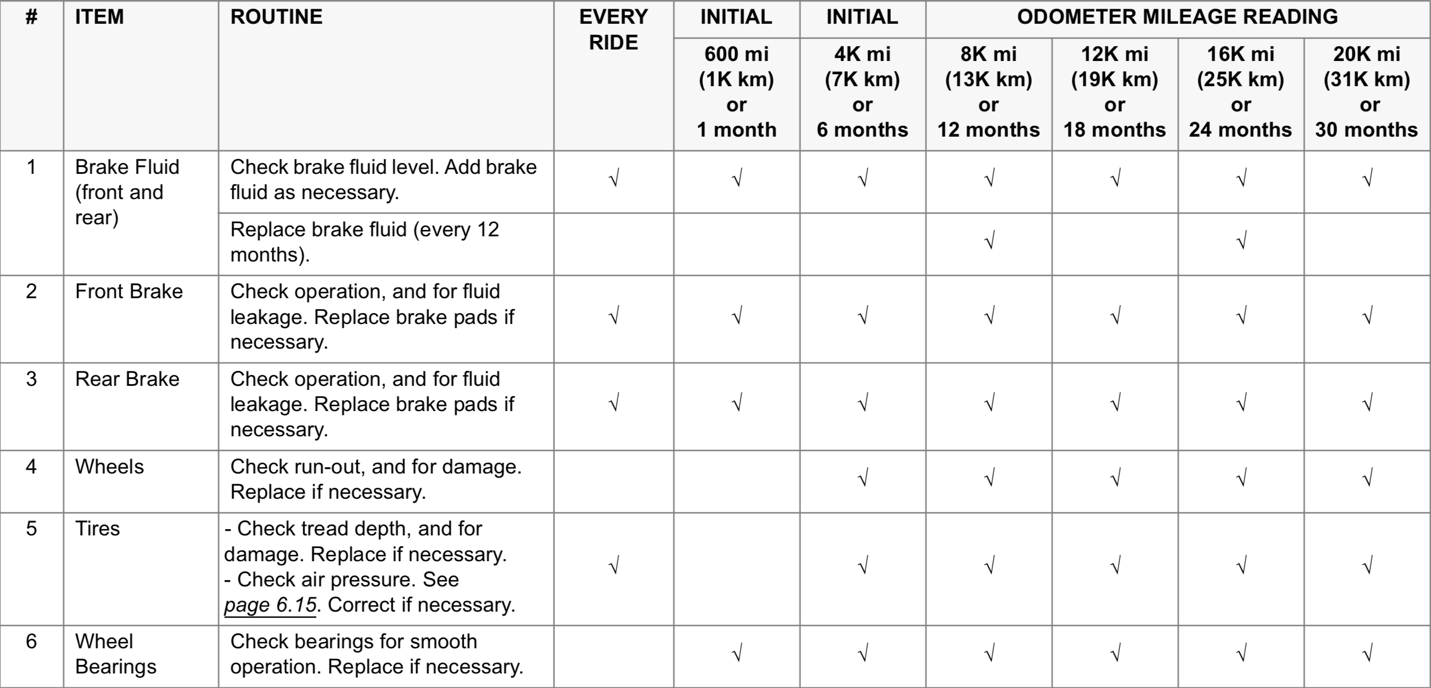 # ITEM ROUTINE EVERY RIDE INITIAL INITIAL ODOMETER MILEAGE READING
600 mi (1K km) or 1 month
4K mi (7K km) or 6 months
8K mi (13K km) or 12 months
12K mi (19K km) or 18 months
16K mi (25K km) or 24 months
20K mi (31K km) or 30 months
1
Brake Fluid
(front and
rear)
Check brake fluid level. Add brake
fluid as necessary.
√ √ √ √ √ √ √
Replace brake fluid (every 12
months).
√ √
2
Front Brake
Check operation, and for fluid
leakage. Replace brake pads if
necessary.
√ √ √ √ √ √ √
3
Rear Brake
Check operation, and for fluid
leakage. Replace brake pads if
necessary.
√ √ √ √ √ √ √
4
Wheels
Check run-out, and for damage.
Replace if necessary.
√ √ √ √ √
5
Tires
- Check tread depth, and for
damage. Replace if necessary.
- Check air pressure. See
page 6.15. Correct if necessary.
√ √ √ √ √ √
6
Wheel
Bearings
Check bearings for smooth
operation. Replace if necessary.
√ √ √ √ √ √